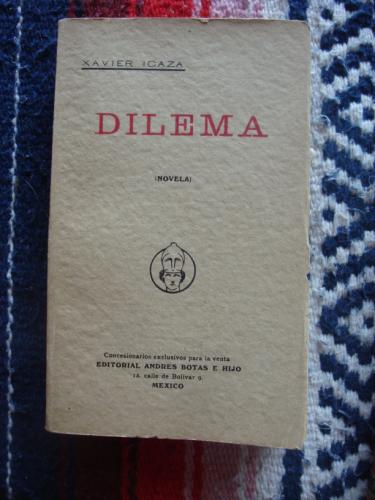 XAVIER ICAZA
DILEMA
(NOVELA)
Concesionarios exclusivos para la venta
EDITORIAL ANDRES BOTAS E HIJO
1a. calle de Bolívar 9.
MEXICO